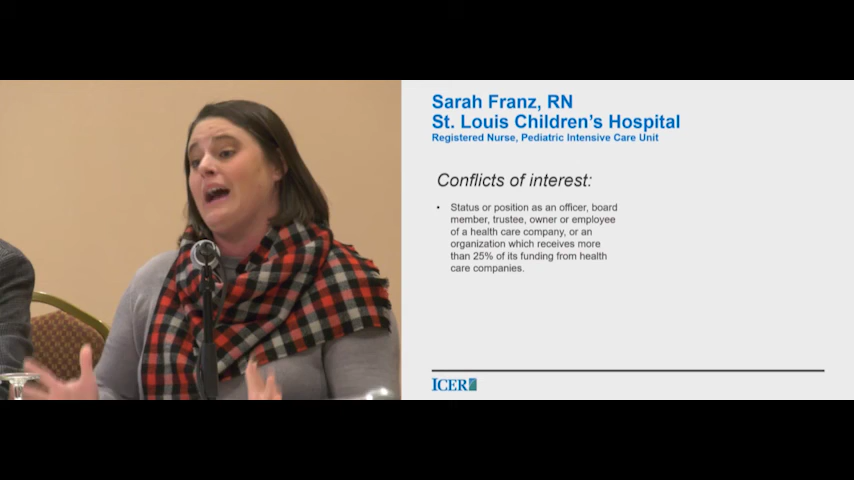 Sarah Franz, RN
St. Louis Children's Hospital
Registered Nurse, Pediatric Intensive Care Unit
Conflicts of interest:
• Status or position as an officer, board
member, trustee, owner or employee
of a health care company, or an
organization which receives more
than 25% of its funding from health
care companies.
ICER